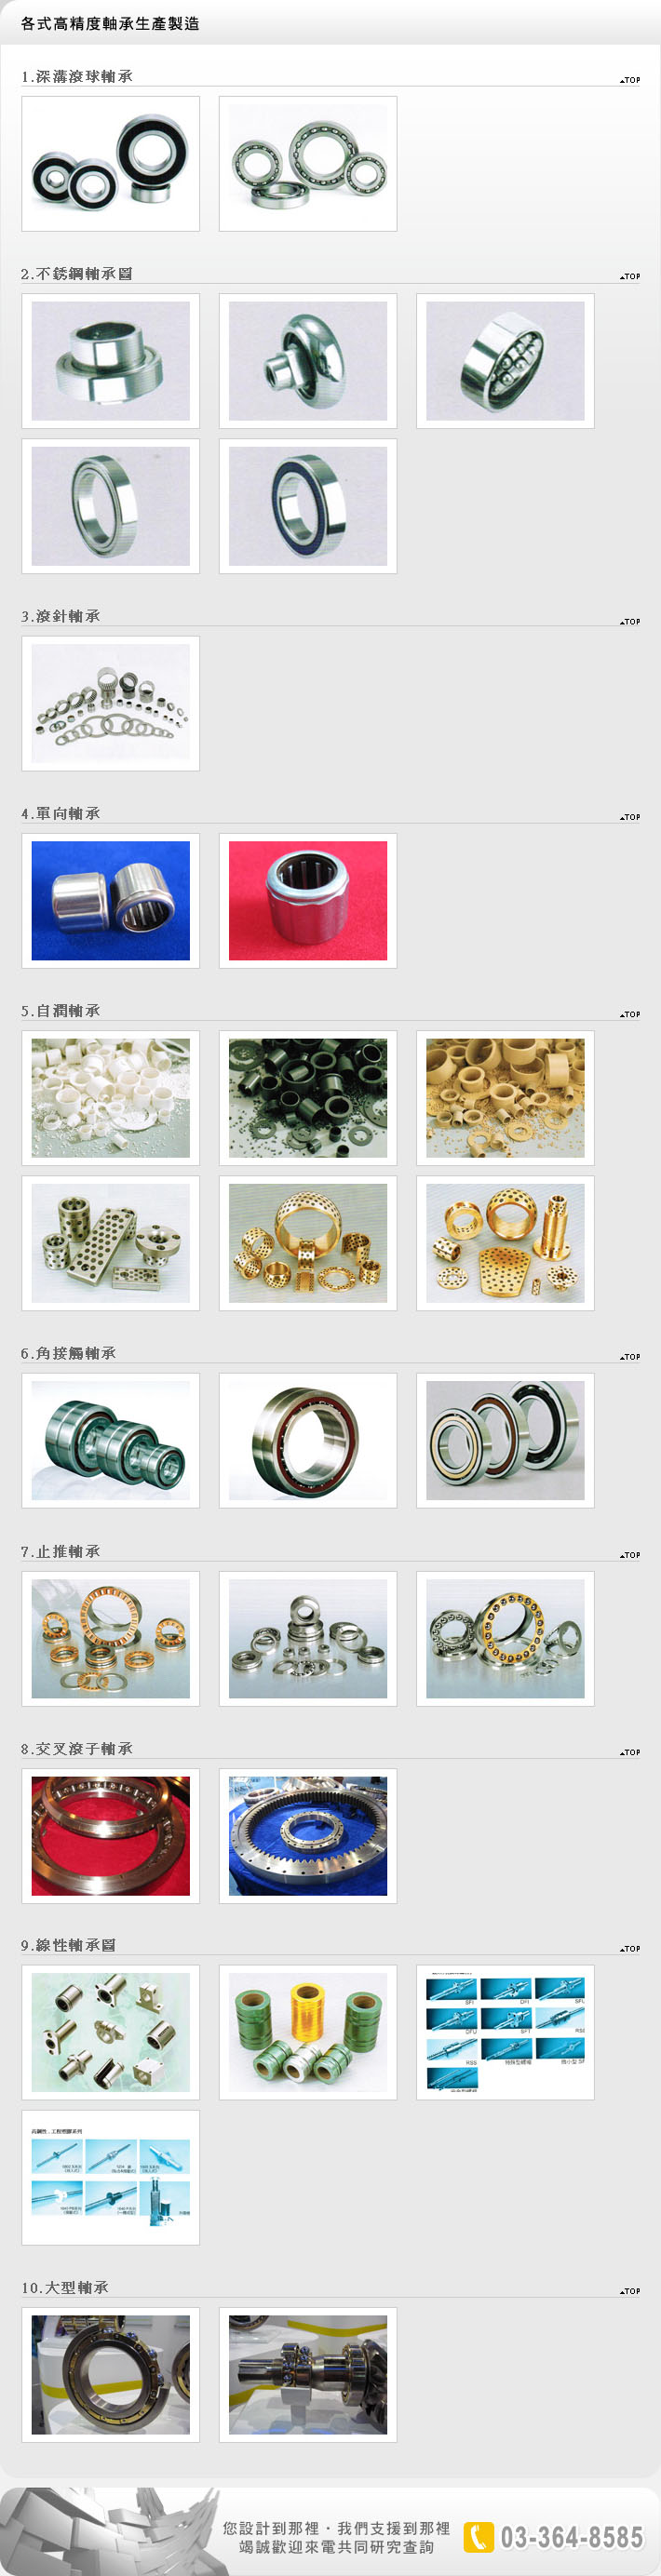 各式高精度軸承生產製造
1.深溝滾球軸承
TOP
2.不銹鋼軸承圖
TOP
3.滾針軸承
TOP
4.單向軸承
TOP
5.自潤軸承
TOP
6.角接觸軸承
TOP
7.止推軸承
TOP
8.交叉滾子軸承
TOP
9.線性軸承圖
TOP
SFI
DFU
SFT
RSS
10.大型軸承
TOP
您設計到那裡・我們支援到那裡
竭誠歡迎來電共同研究查詢
03-364-8585